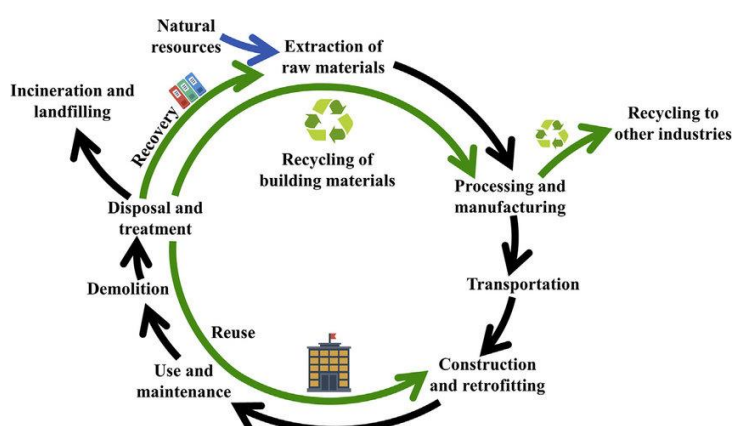 Natural
resources
Extraction of
raw materials
Incineration and
landfilling
Recovery
Recycling of
building materials
Recycling to
other industries
Processing and
manufacturing
Disposal and
treatment
Demolition
Transportation
Reuse
Use and
maintenance
Construction
and retrofitting